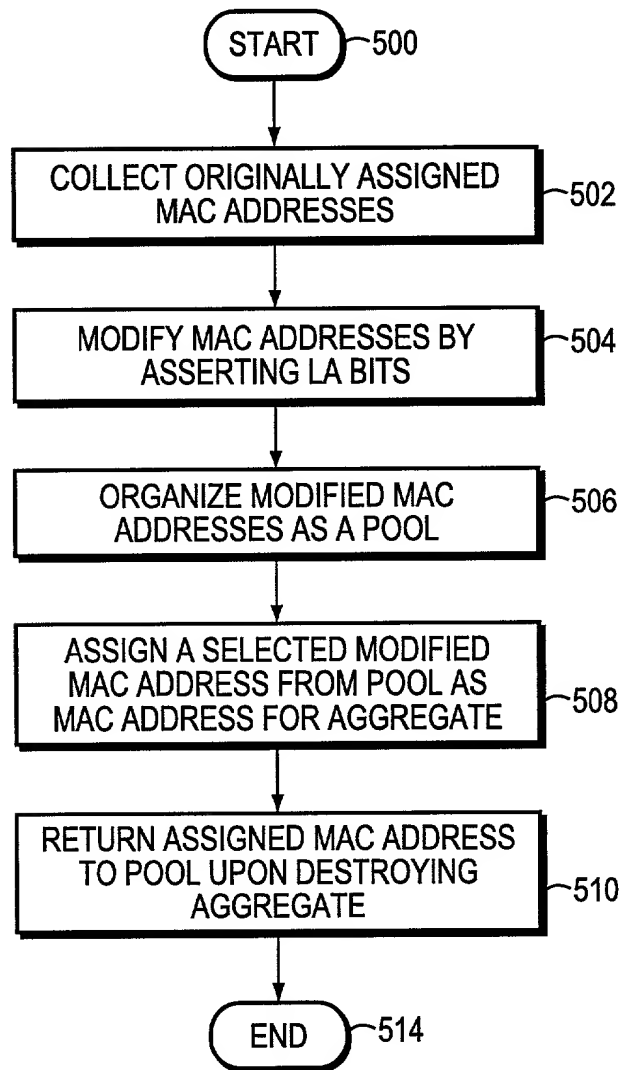 START
500
COLLECT ORIGINALLY ASSIGNED
MAC ADDRESSES
502
MODIFY MAC ADDRESSES BY
ASSERTING LA BITS
504
ORGANIZE MODIFIED MAC
ADDRESSES AS A POOL
506
ASSIGN A SELECTED MODIFIED
MAC ADDRESS FROM POOL AS
MAC ADDRESS FOR AGGREGATE
508
RETURN ASSIGNED MAC ADDRESS
TO POOL UPON DESTROYING
AGGREGATE
510
END
514